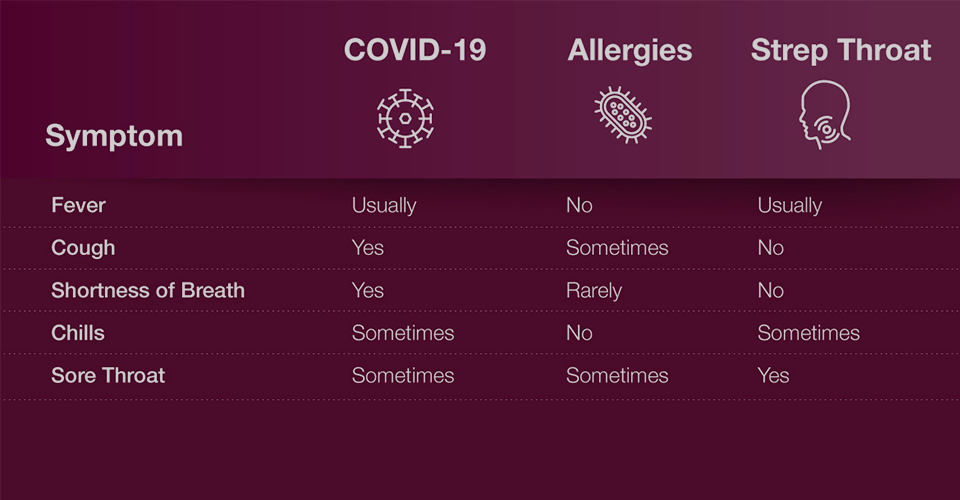 COVID-19 Allergies Strep Throat
Symptom
Fever Usually No Usually
Cough Yes Sometimes No
Shortness of Breath Yes Rarely No
Chills Sometimes No Sometimes
Sore Throat Sometimes Sometimes Yes